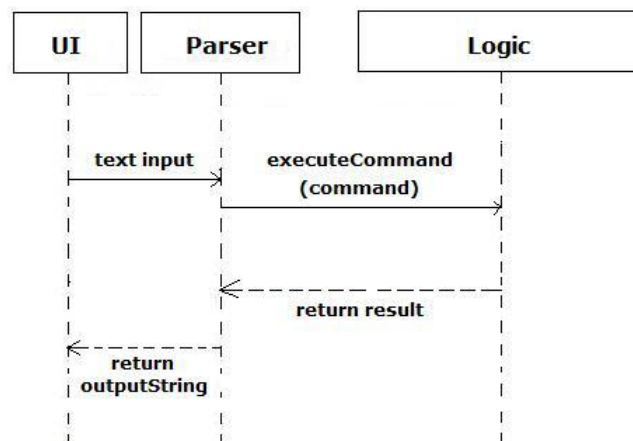 UI
Parser
Logic
text input
executeCommand
(command)
return result
return
outputString